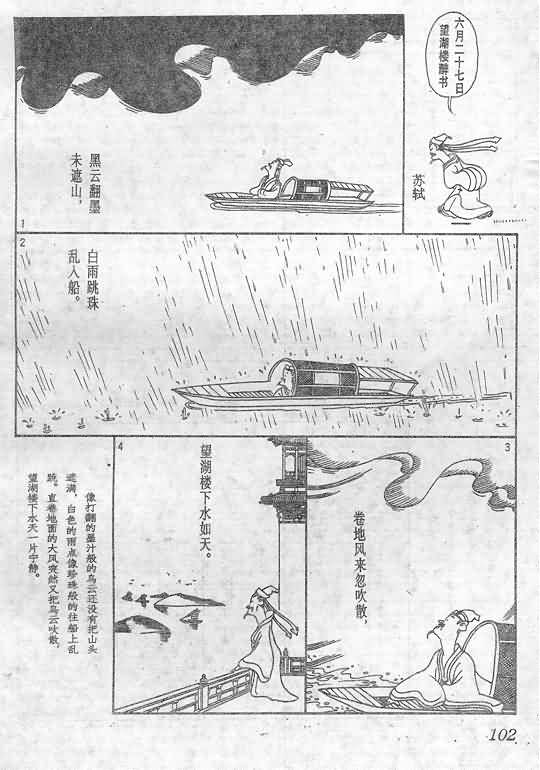 六月二十七日
望湖楼醉书
苏轼
1
黑云翻墨
未遮山，
2
白雨跳珠
乱入船。
3
卷地风来忽吹散，
4
望湖楼下水如天。
像打翻的墨汁般的乌云还没有把山头
遮满，白色的雨点像珍珠般的往船上乱
跳。直卷地面的大风突然又把乌云吹散，
望湖楼下水天一片宁静。
102